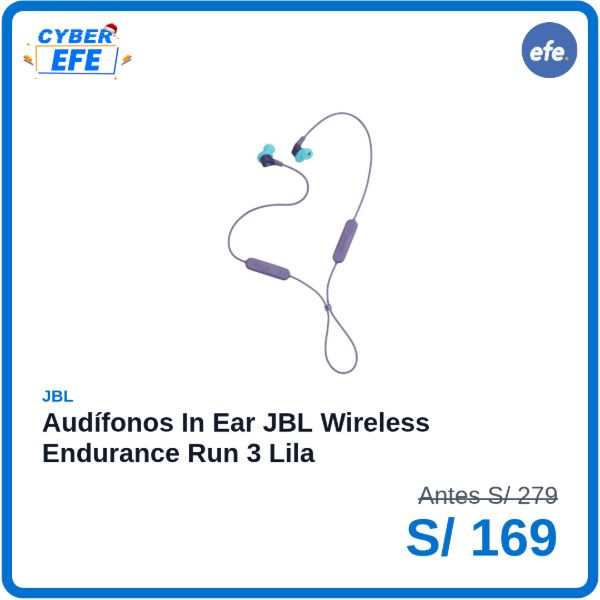 CYBER
EFE
efe.
JBL
Audífonos In Ear JBL Wireless
Endurance Run 3 Lila
Antes S/ 279
S/ 169